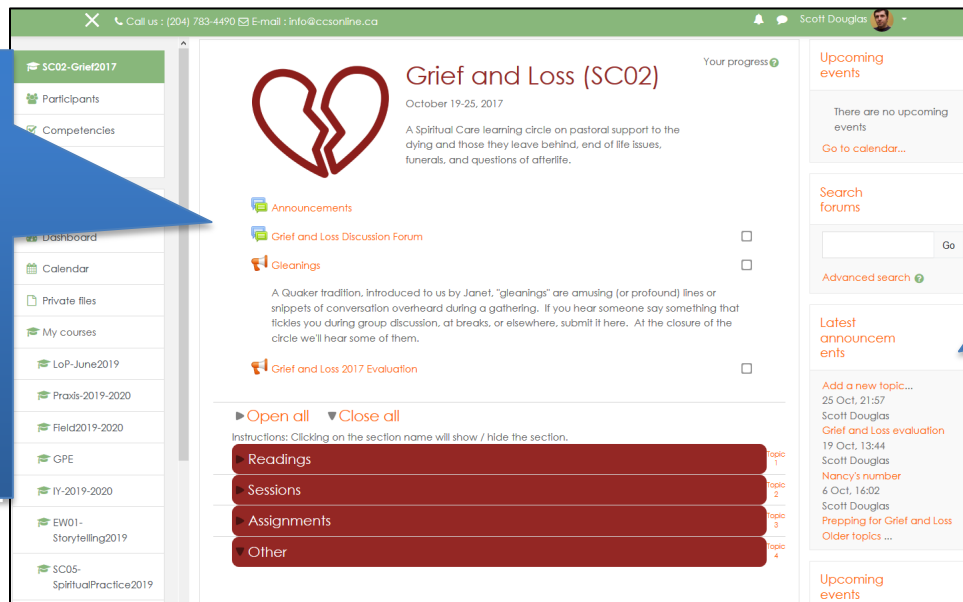 Call us : (204) 783-4490 E-mail : info@ccsonline.ca
Scott Douglas
SC02-Grief2017
Participants
Competencies
Dashboard
Calendar
Private files
My courses
LoP-June2019
Praxis-2019-2020
Field2019-2020
GPE
IY-2019-2020
EW01-
Storytelling2019
SC05-
SpiritualPractice2019
Grief and Loss (SC02)
Your progress
October 19-25, 2017
A Spiritual Care learning circle on pastoral support to the
dying and those they leave behind, end of life issues,
funerals, and questions of afterlife.
Announcements
Grief and Loss Discussion Forum
Gleanings
A Quaker tradition, introduced to us by Janet, "gleanings" are amusing (or profound) lines or
snippets of conversation overheard during a gathering. If you hear someone say something that
tickles you during group discussion, at breaks, or elsewhere, submit it here. At the closure of the
circle we'll hear some of them.
Grief and Loss 2017 Evaluation
Open all Close all
Instructions: Clicking on the section name will show / hide the section.
Readings
Topic
1
Sessions
Topic
2
Assignments
Topic
3
Other
Topic
4
Upcoming
events
There are no upcoming
events
Go to calendar...
Search
forums
Go
Advanced search
Latest
announcem
ents
Add a new topic...
25 Oct, 21:57
Scott Douglas
Grief and Loss evaluation
19 Oct, 13:44
Scott Douglas
Nancy's number
6 Oct, 16:02
Scott Douglas
Prepping for Grief and Loss
Older topics ...
Upcoming
events